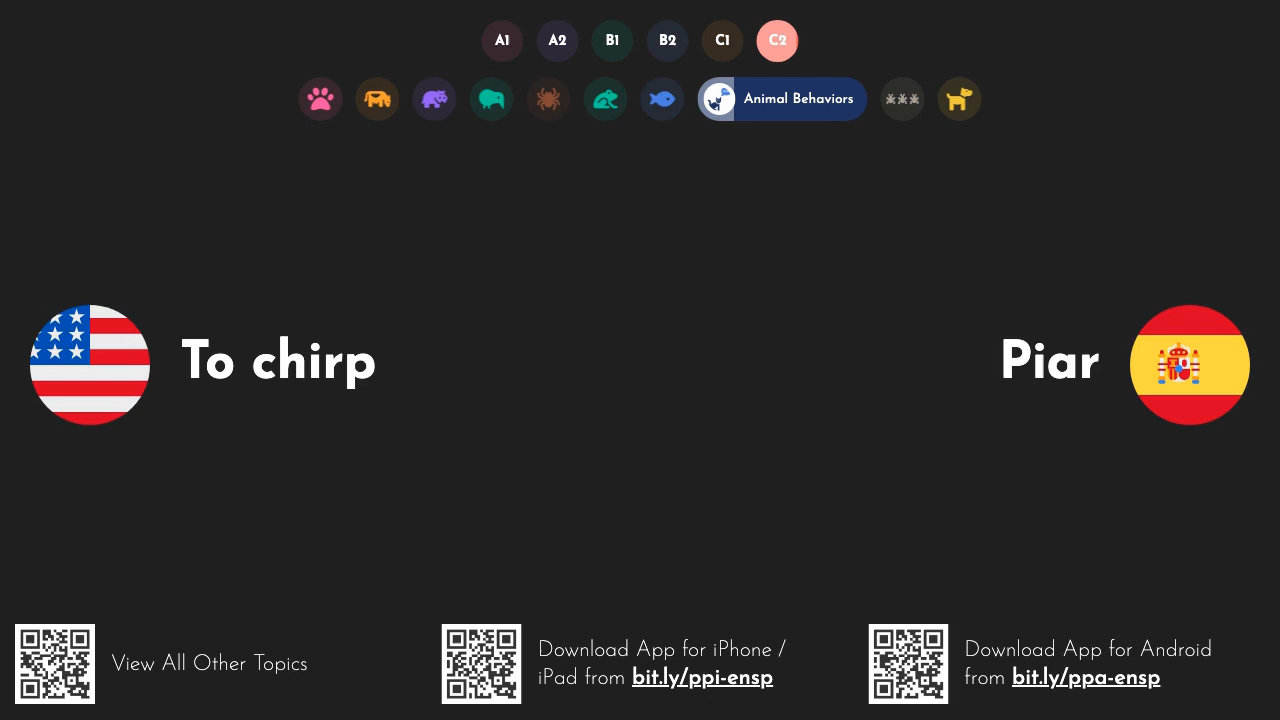 A1 A2 B1 B2 C1 C2
Animal Behaviors
To chirp
Piar
View All Other Topics
Download App for iPhone /
iPad from bit.ly/ppi-ensp
Download App for Android
from bit.ly/ppa-ensp